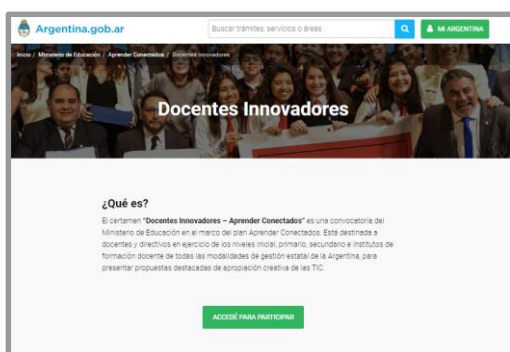 Argentina.gob.ar
Buscar trámites, servicios o áreas
MI ARGENTINA
Inicio / Ministerio de Educación / Aprender Conectados / Docentes Innovadores
Docentes Innovadores
¿Qué es?
El certamen "Docentes Innovadores – Aprender Conectados" es una convocatoria del
Ministerio de Educación en el marco del plan Aprender Conectados. Está destinada a
docentes y directivos en ejercicio de los niveles inicial, primario, secundario e institutos de
formación docente de todas las modalidades de gestión estatal de la Argentina, para
presentar propuestas destacadas de apropiación creativa de las TIC.
ACCEDÉ PARA PARTICIPAR